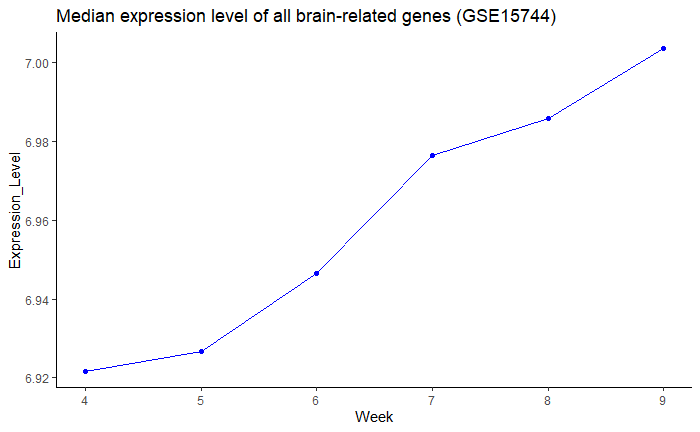 Median expression level of all brain-related genes (GSE15744)
Expression_Level
7.00
6.98
6.96
6.94
6.92
4 5 6 7 8 9
Week